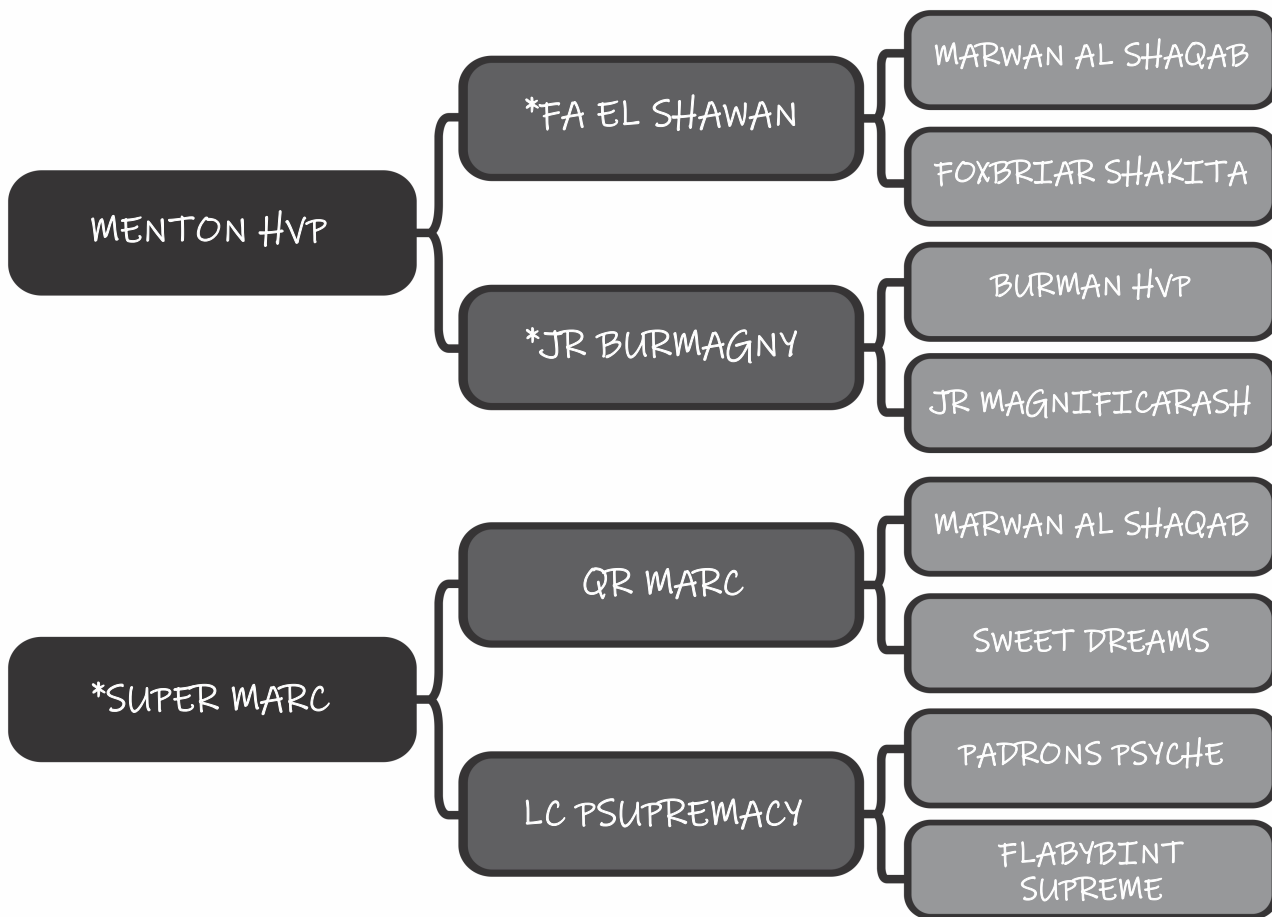 MARWAN AL SHAQAB
*FA EL SHAWAN
FOXBRIAR SHAKITA
MENTON HVP
BURMAN HVP
*JR BURMAGNY
JR MAGNIFICARASH
MARWAN AL SHAQAB
QR MARC
SWEET DREAMS
*SUPER MARC
PADRONS PSYCHE
LC PSUPREMACY
FLABYBINT
SUPREME